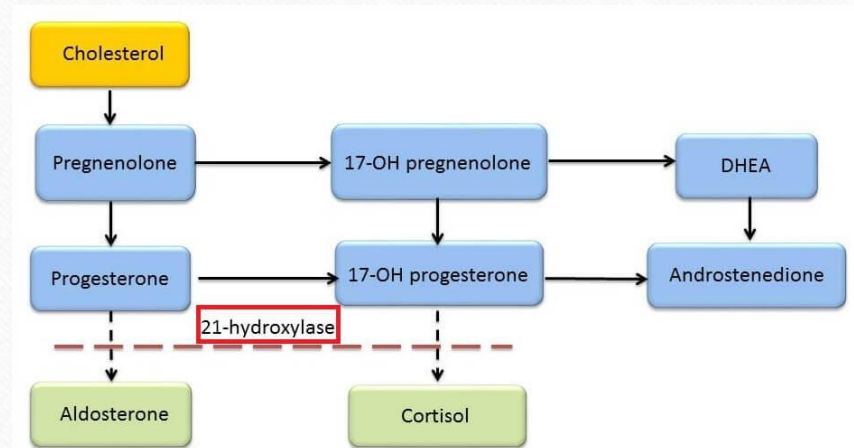 Cholesterol
Pregnenolone
17-OH pregnenolone
DHEA
Progesterone
17-OH progesterone
Androstenedione
21-hydroxylase
Aldosterone
Cortisol